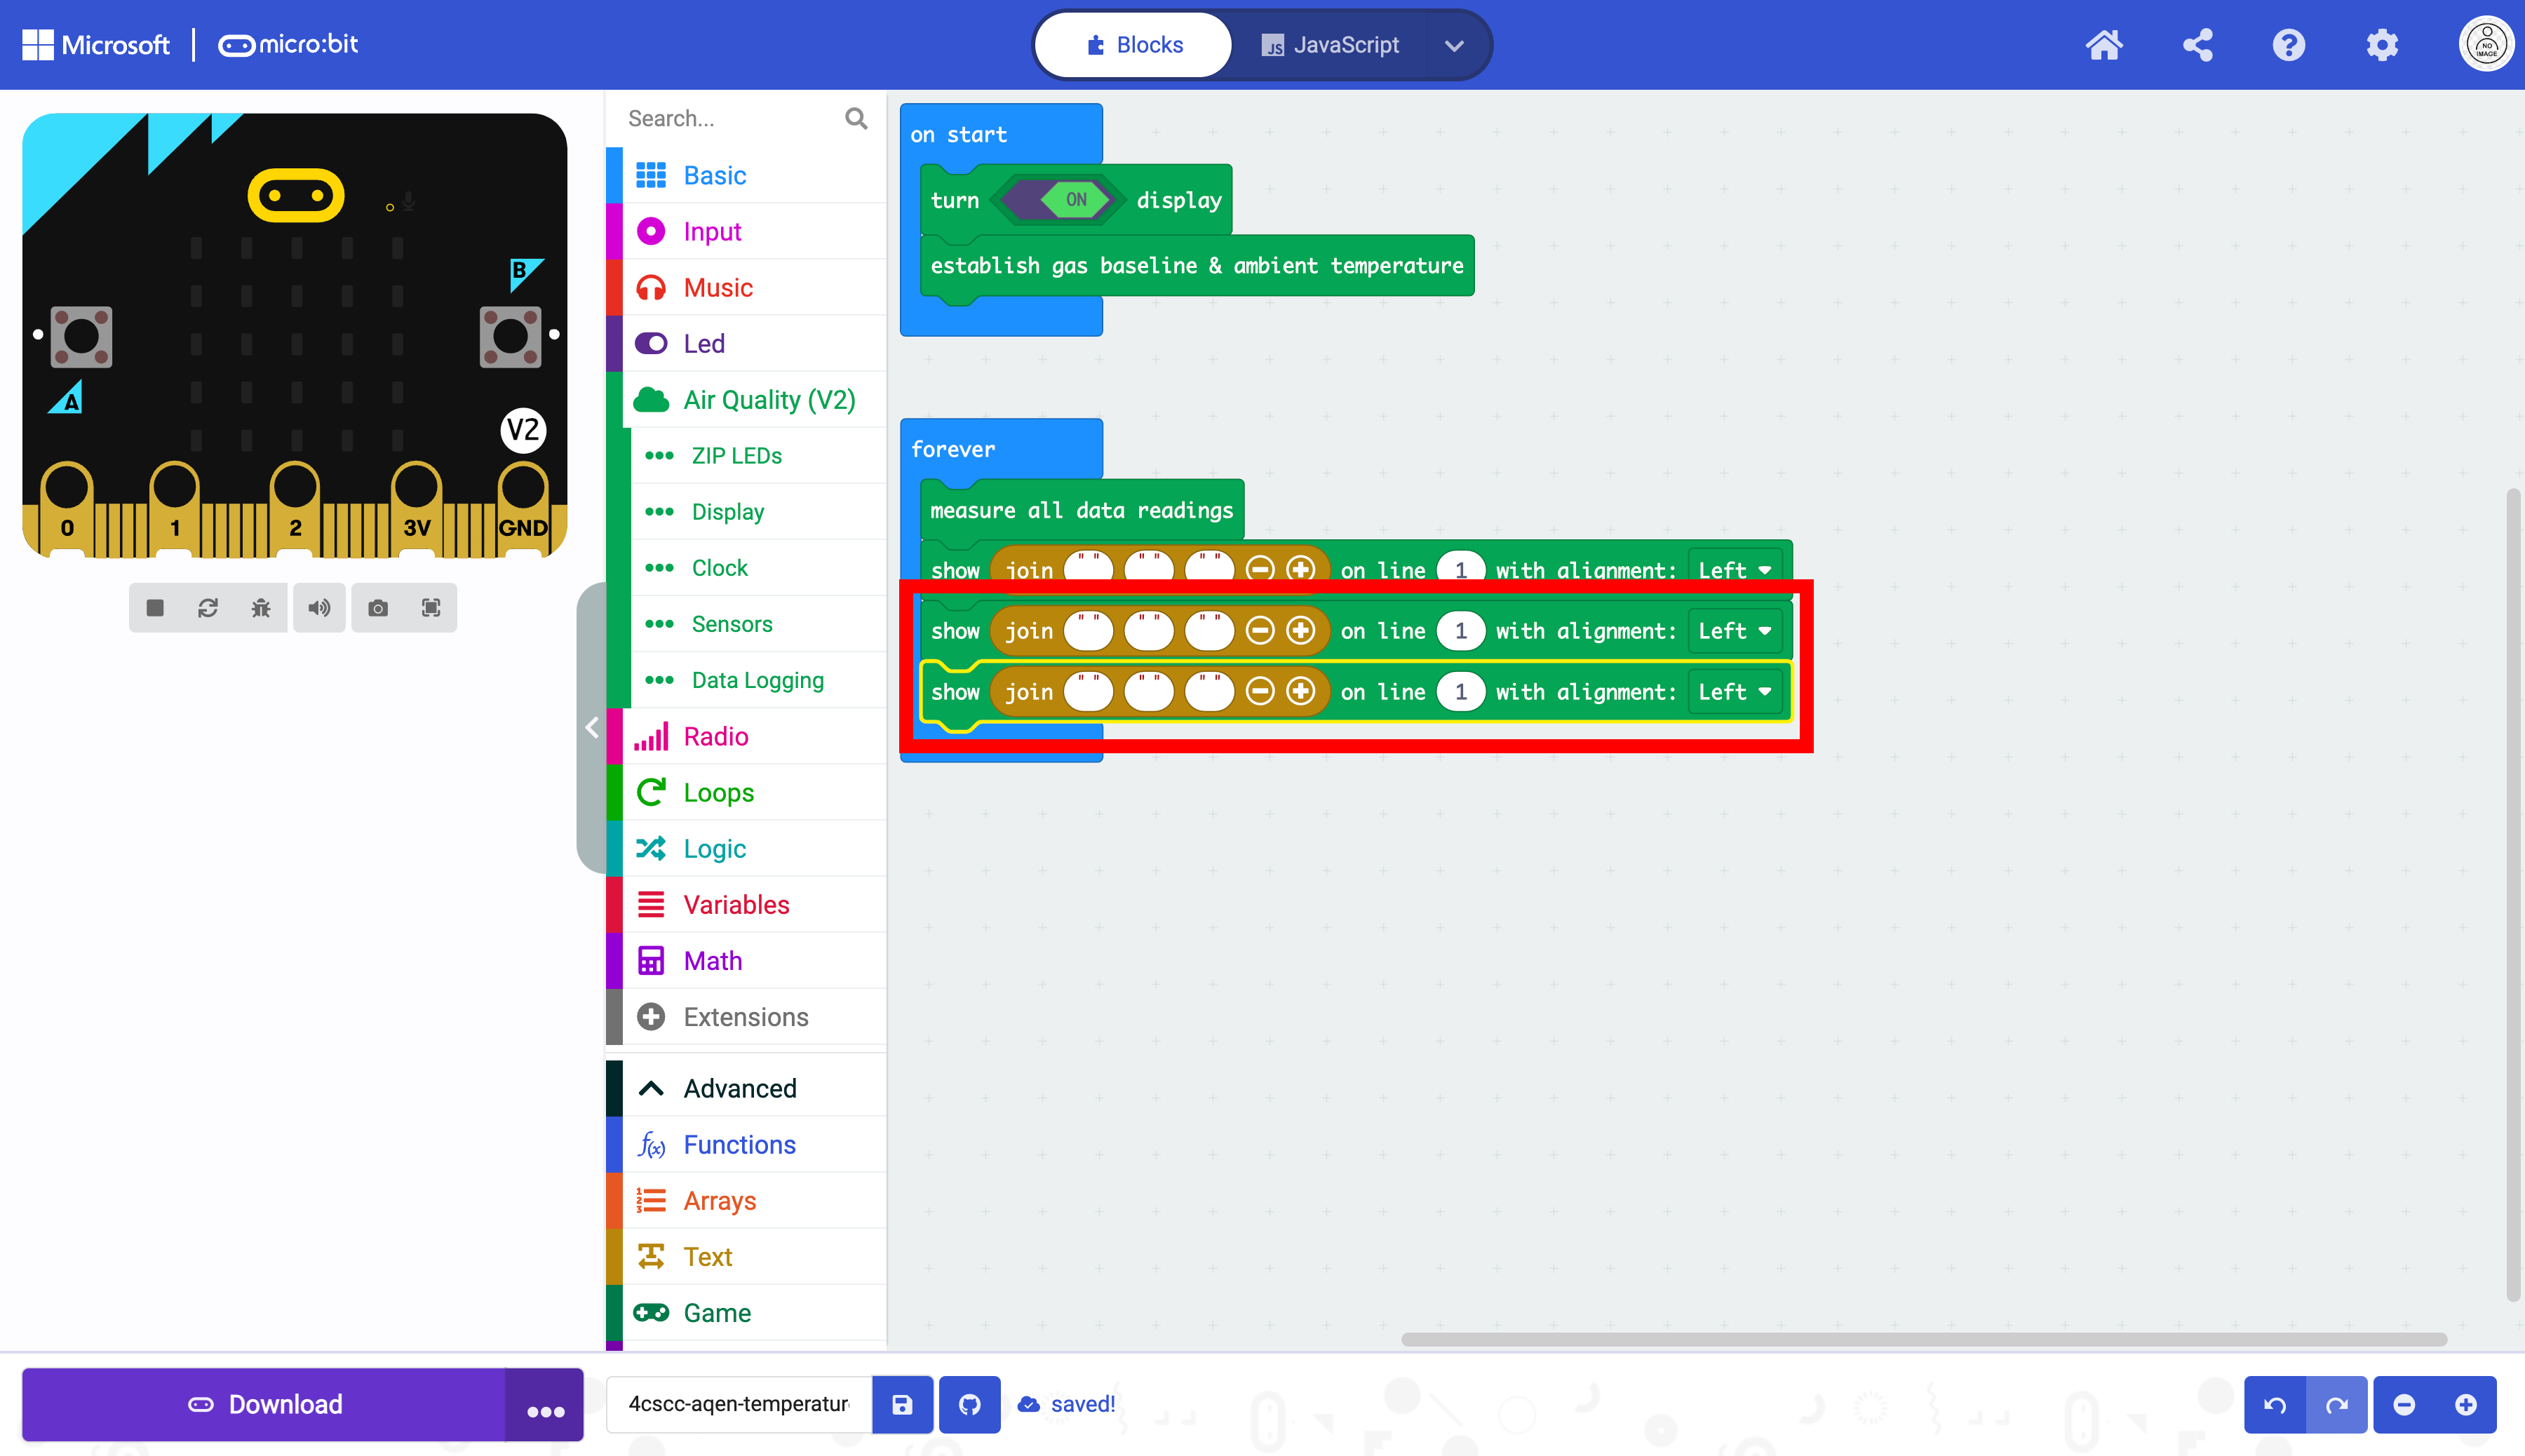 Microsoft
micro:bit
Blocks
JS JavaScript
NO IMAGE
B
A
V2
0 1 2 3V GND
Search...
Basic
Input
Music
Led
Air Quality (V2)
ZIP LEDs
Display
Clock
Sensors
Data Logging
Radio
Loops
Logic
Variables
Math
Extensions
Advanced
Functions
Arrays
Text
Game
on start
turn ON display
establish gas baseline & ambient temperature
forever
measure all data readings
show join "" "" "" on line 1 with alignment: Left
show join "" "" "" on line 1 with alignment: Left
show join "" "" "" on line 1 with alignment: Left
Download
4cscc-aqen-temperatur
saved!